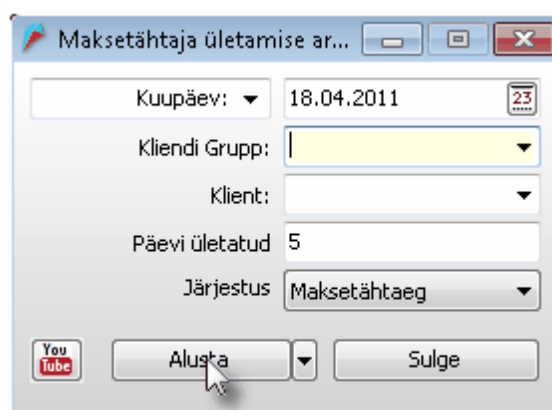 Maksetähtaja ületamise ar...
Kuupäev: 18.04.2011 23
Kliendi Grupp:
Klient:
Päevi ületatud 5
Järjestus Maksetähtaeg
You Tube Alusta Sulge